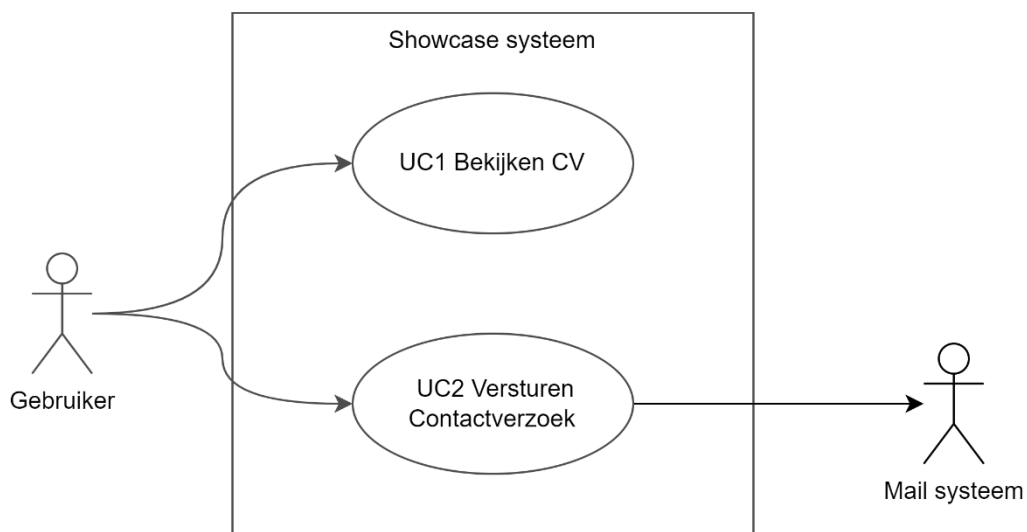 Showcase systeem
UC1 Bekijken CV
Gebruiker
UC2 Versturen
Contactverzoek
Mail systeem